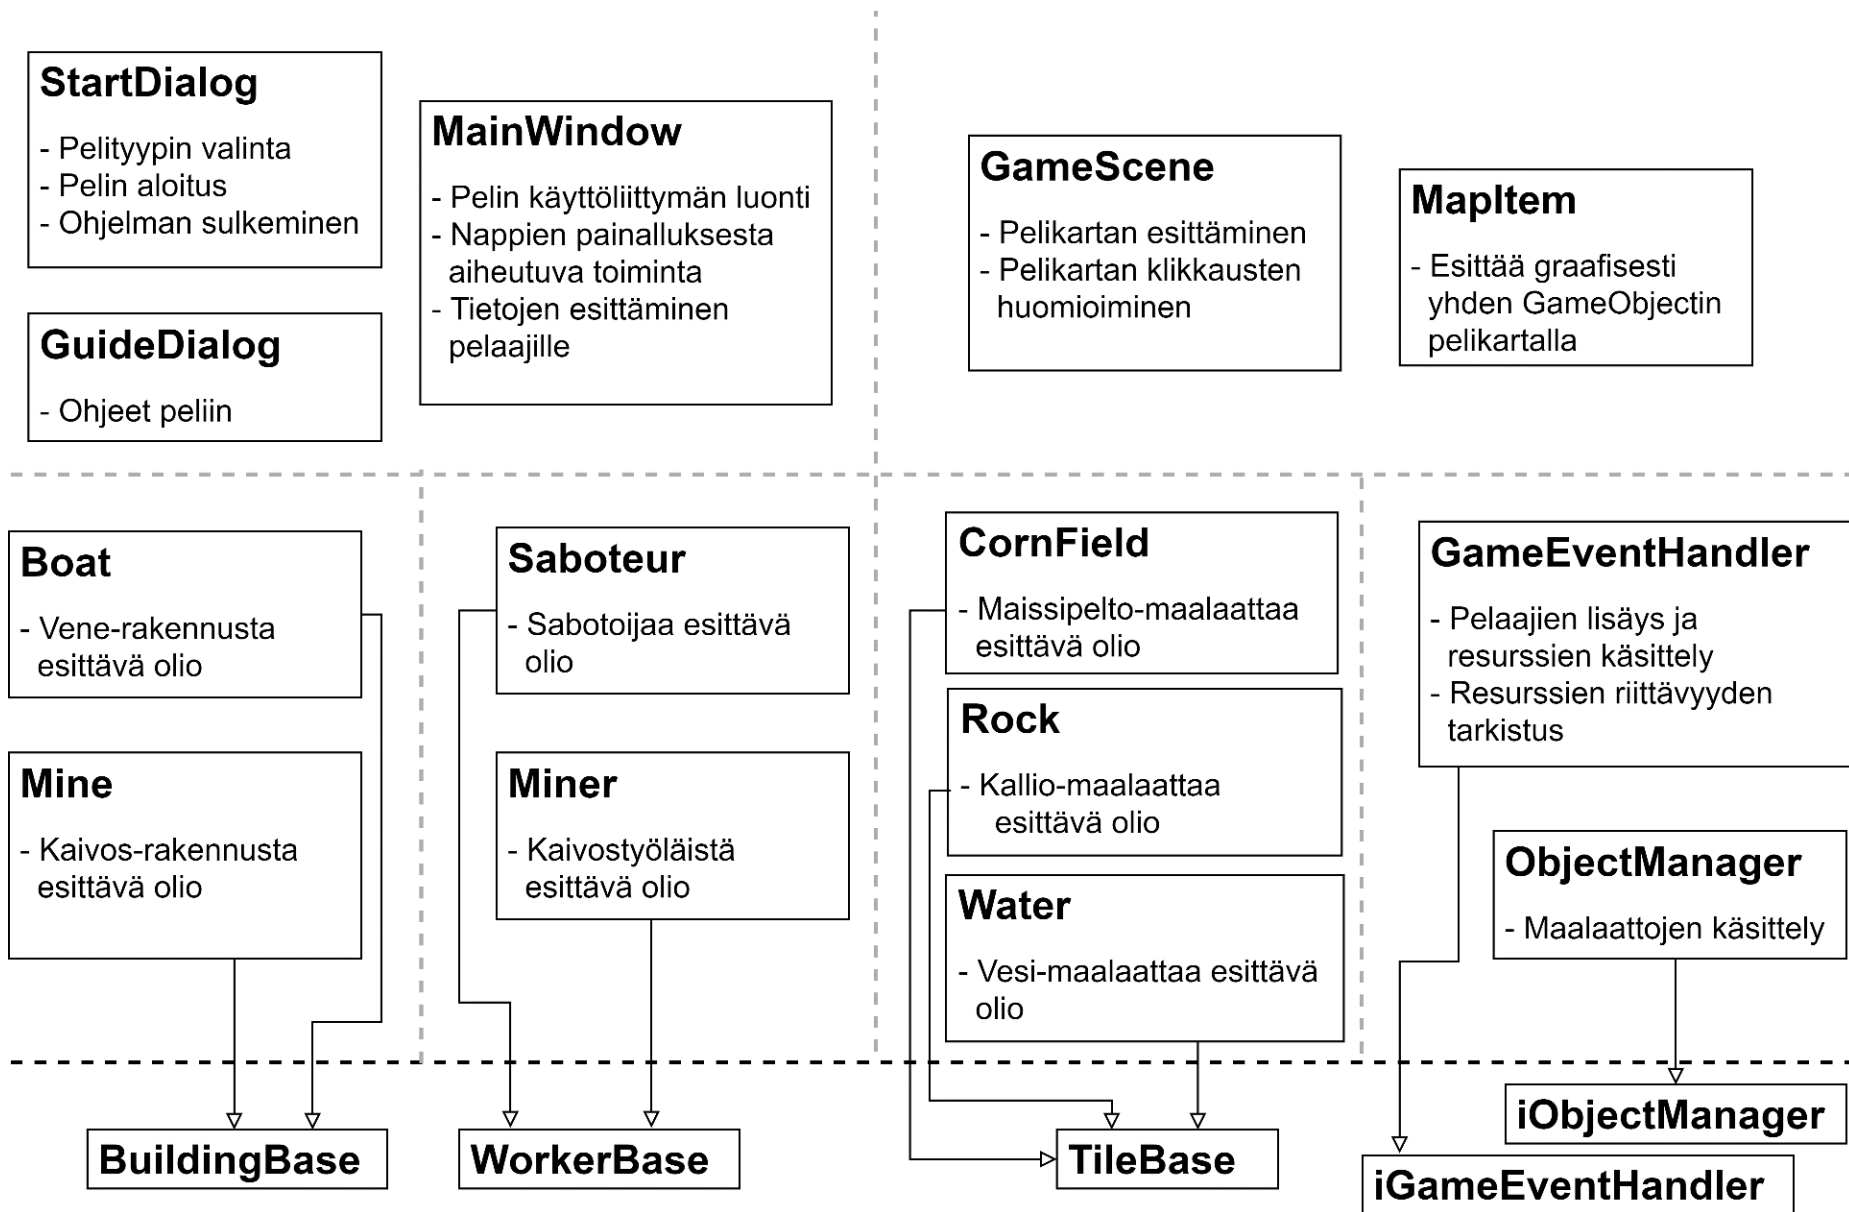 StartDialog
- Pelityypin valinta
- Pelin aloitus
- Ohjelman sulkeminen
GuideDialog
- Ohjeet peliin
MainWindow
- Pelin käyttöliittymän luonti
- Nappien painalluksesta
aiheutuva toiminta
- Tietojen esittäminen
pelaajille
GameScene
- Pelikartan esittäminen
- Pelikartan klikkausten
huomioiminen
MapItem
- Esittää graafisesti
yhden GameObjectin
pelikartalla
Boat
- Vene-rakennusta
esittävä olio
Mine
- Kaivos-rakennusta
esittävä olio
Saboteur
- Sabotoijaa esittävä
olio
Miner
- Kaivostyöläistä
esittävä olio
CornField
- Maissipelto-maalaattaa
esittävä olio
Rock
- Kallio-maalaattaa
esittävä olio
Water
- Vesi-maalaattaa esittävä
olio
GameEventHandler
- Pelaajien lisäys ja
resurssien käsittely
- Resurssien riittävyyden
tarkistus
ObjectManager
- Maalaattojen käsittely
BuildingBase
WorkerBase
TileBase
iObjectManager
iGameEventHandler